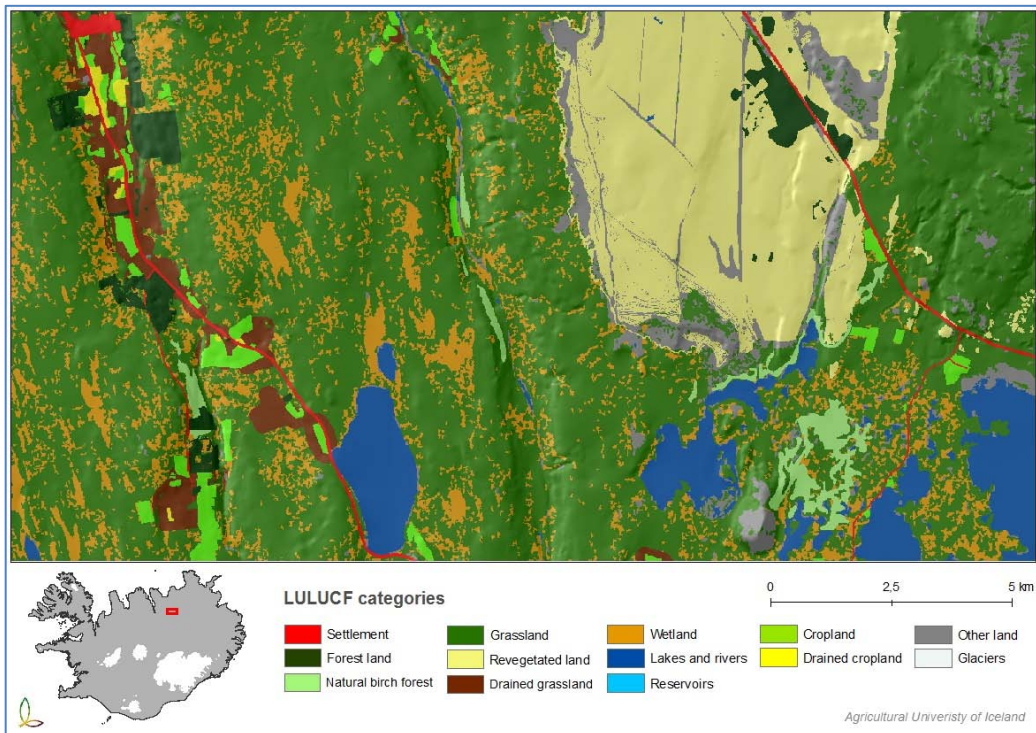 0 2,5 5 km
LULUCF categories
Settlement Grassland Wetland Cropland Other land
Forest land Revegetated land Lakes and rivers Drained cropland Glaciers
Natural birch forest Drained grassland Reservoirs
Agricultural Univeristy of Iceland